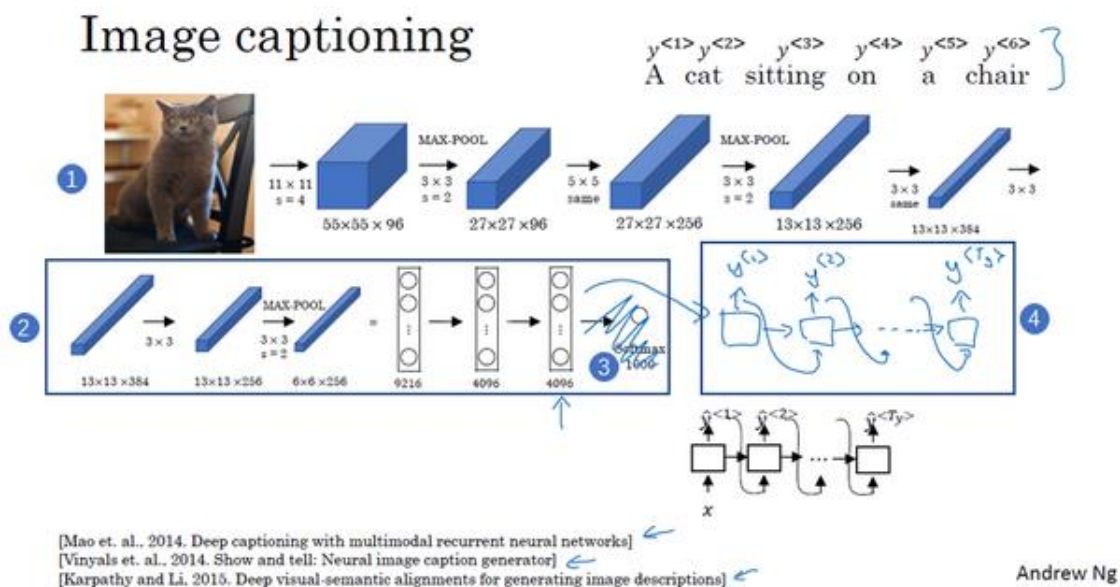 Image captioning
y<1> y<2> y<3> y<4> y<5> y<6>
A cat sitting on a chair
1
11 × 11
s = 4
55×55 × 96
MAX-POOL
3 × 3
s = 2
27×27 ×96
5 × 5
same
27×27 ×256
MAX-POOL
3 × 3
s = 2
13×13 ×256
3 × 3
same
13×13 ×384
3 × 3
2
13×13 ×384
3 × 3
13×13 ×256
MAX-POOL
3 × 3
s = 2
6×6 ×256
=
9216
4096
4096
3
Softmax
1000
y<1> y<2> y<Ty>
4
ŷ<1> ŷ<2> ŷ<Ty>
x
[Mao et. al., 2014. Deep captioning with multimodal recurrent neural networks]
[Vinyals et. al., 2014. Show and tell: Neural image caption generator]
[Karpathy and Li, 2015. Deep visual-semantic alignments for generating image descriptions]
Andrew Ng